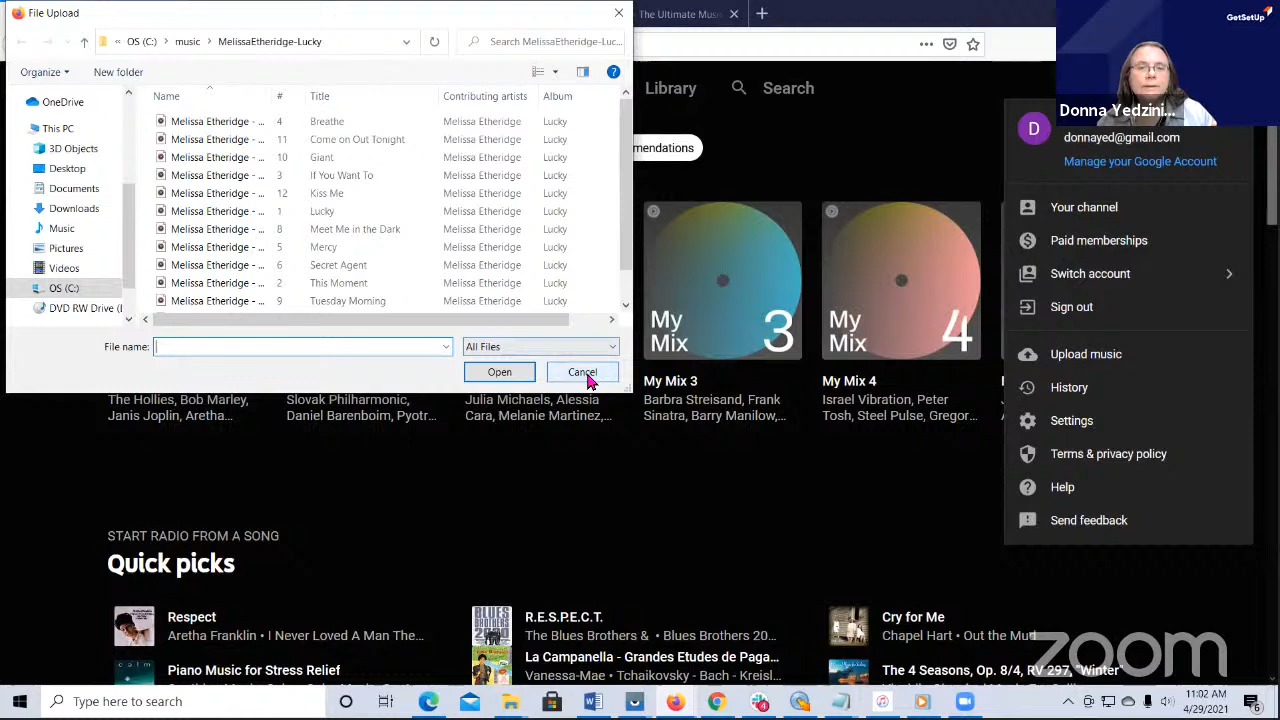 File Upload
The Ultimate Mus
GetSetUp
« OS (C:) › music › MelissaEtheridge-Lucky
Search MelissaEtheridge-Luc...
Organize
New folder
Library
Search
Donna Yedzini...
Name
#
Title
Contributing artists
Album
OneDrive
This PC
3D Objects
Desktop
Documents
Downloads
Music
Pictures
Videos
OS (C:)
DVD RW Drive (
Melissa Etheridge - ... 4 Breathe Melissa Etheridge Lucky
Melissa Etheridge - ... 11 Come on Out Tonight Melissa Etheridge Lucky
Melissa Etheridge - ... 10 Giant Melissa Etheridge Lucky
Melissa Etheridge - ... 3 If You Want To Melissa Etheridge Lucky
Melissa Etheridge - ... 12 Kiss Me Melissa Etheridge Lucky
Melissa Etheridge - ... 1 Lucky Melissa Etheridge Lucky
Melissa Etheridge - ... 8 Meet Me in the Dark Melissa Etheridge Lucky
Melissa Etheridge - ... 5 Mercy Melissa Etheridge Lucky
Melissa Etheridge - ... 6 Secret Agent Melissa Etheridge Lucky
Melissa Etheridge - ... 2 This Moment Melissa Etheridge Lucky
Melissa Etheridge - ... 9 Tuesday Morning Melissa Etheridge Lucky
File name:
All Files
Open
Cancel
mendations
D
donnayed@gmail.com
Manage your Google Account
Your channel
Paid memberships
Switch account
Sign out
Upload music
History
Settings
Terms & privacy policy
Help
Send feedback
My Mix 3
My Mix 4
My Mix 3
My Mix 4
The Hollies, Bob Marley,
Janis Joplin, Aretha...
Slovak Philharmonic,
Daniel Barenboim, Pyotr...
Julia Michaels, Alessia
Cara, Melanie Martinez,...
Barbra Streisand, Frank
Sinatra, Barry Manilow,...
Israel Vibration, Peter
Tosh, Steel Pulse, Gregor...
START RADIO FROM A SONG
Quick picks
Respect
Aretha Franklin • I Never Loved A Man The...
R.E.S.P.E.C.T.
The Blues Brothers & • Blues Brothers 20...
Cry for Me
Chapel Hart • Out the Mud
Piano Music for Stress Relief
La Campanella - Grandes Etudes de Paga...
Vanessa-Mae • Tchaikovsky - Bach - Kreisl...
The 4 Seasons, Op. 8/4, RV 297, "Winter"
BLUES BROTHERS 2000
calm
zoom
Type here to search
11:02 AM
4/29/2021
6